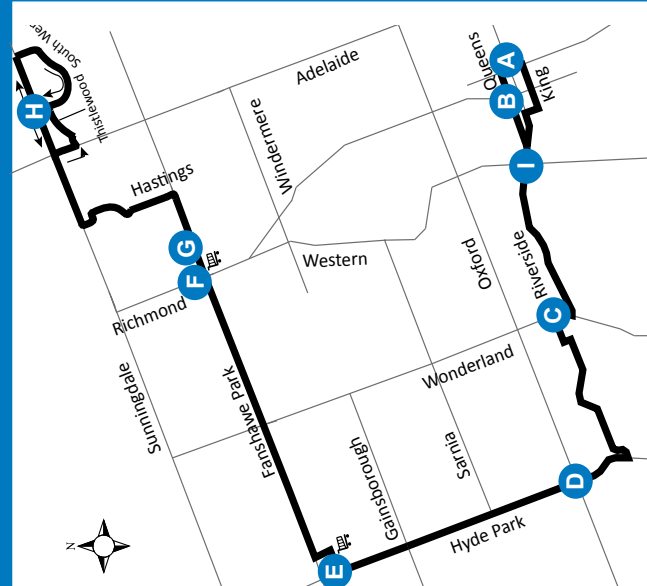 South We
Thistlewood
H
Adelaide
Queens
A
B
King
Windermere
Hastings
I
G
F
Western
Oxford
Riverside
Richmond
C
Sunningdale
Wonderland
Fanshawe Park
Gainsborough
Sarnia
D
Hyde Park
N
E